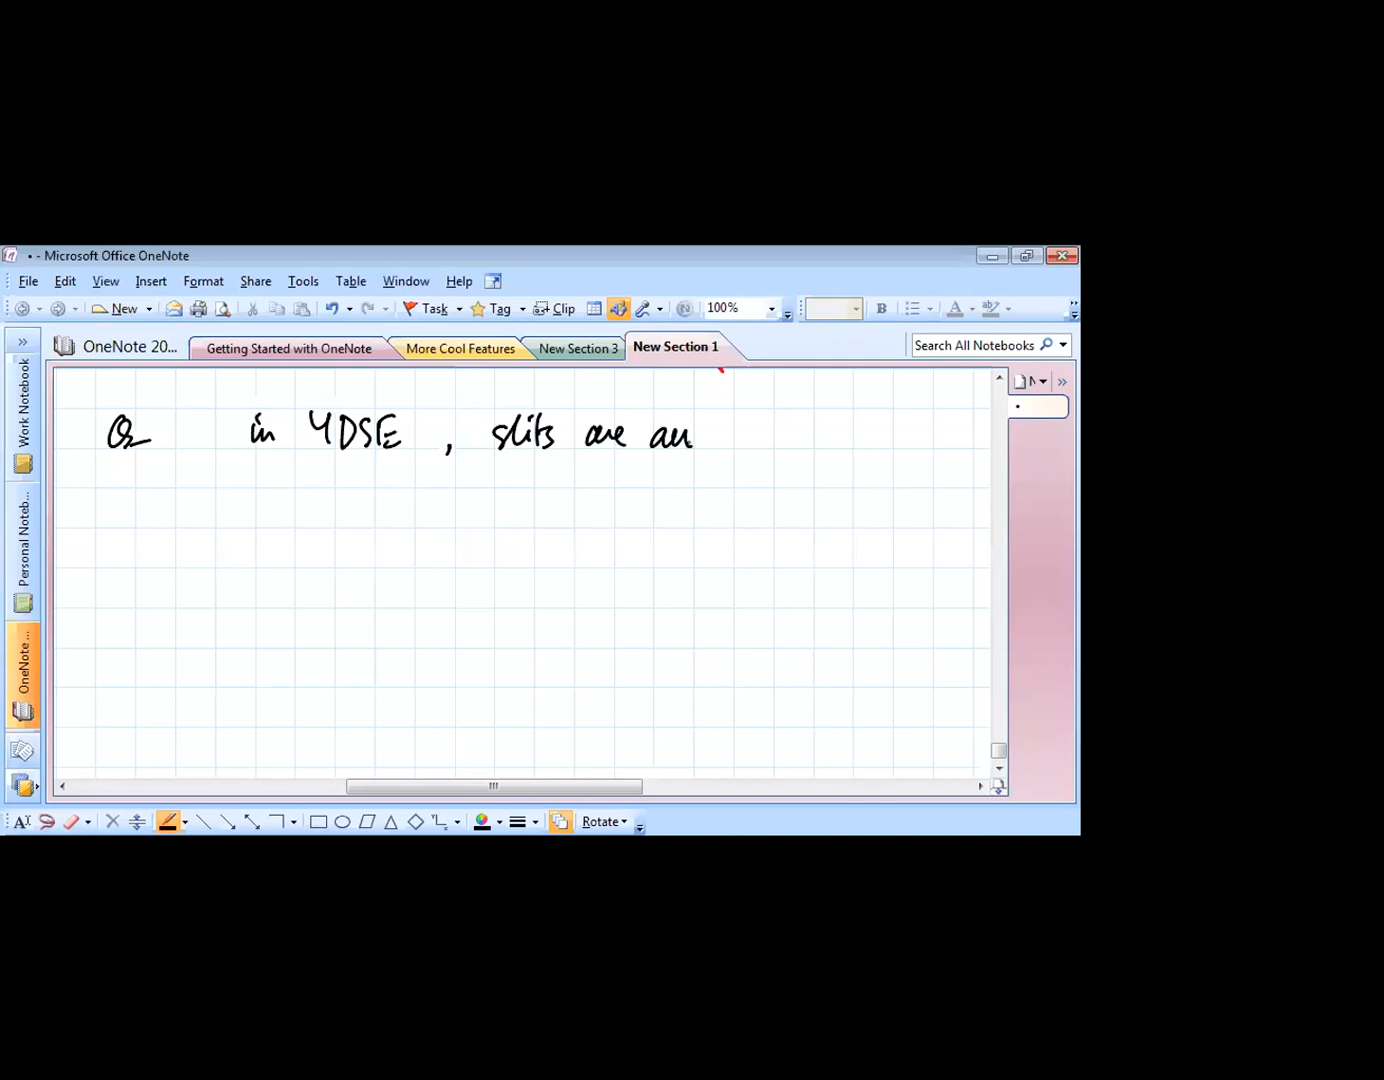 • - Microsoft Office OneNote
File Edit View Insert Format Share Tools Table Window Help
New Task Tag Clip 100% B A ab
OneNote 20... Getting Started with OneNote More Cool Features New Section 3 New Section 1 Search All Notebooks
Work Notebook
Personal Noteb...
OneNote ...
N
in YDSE , slits are
A Rotate